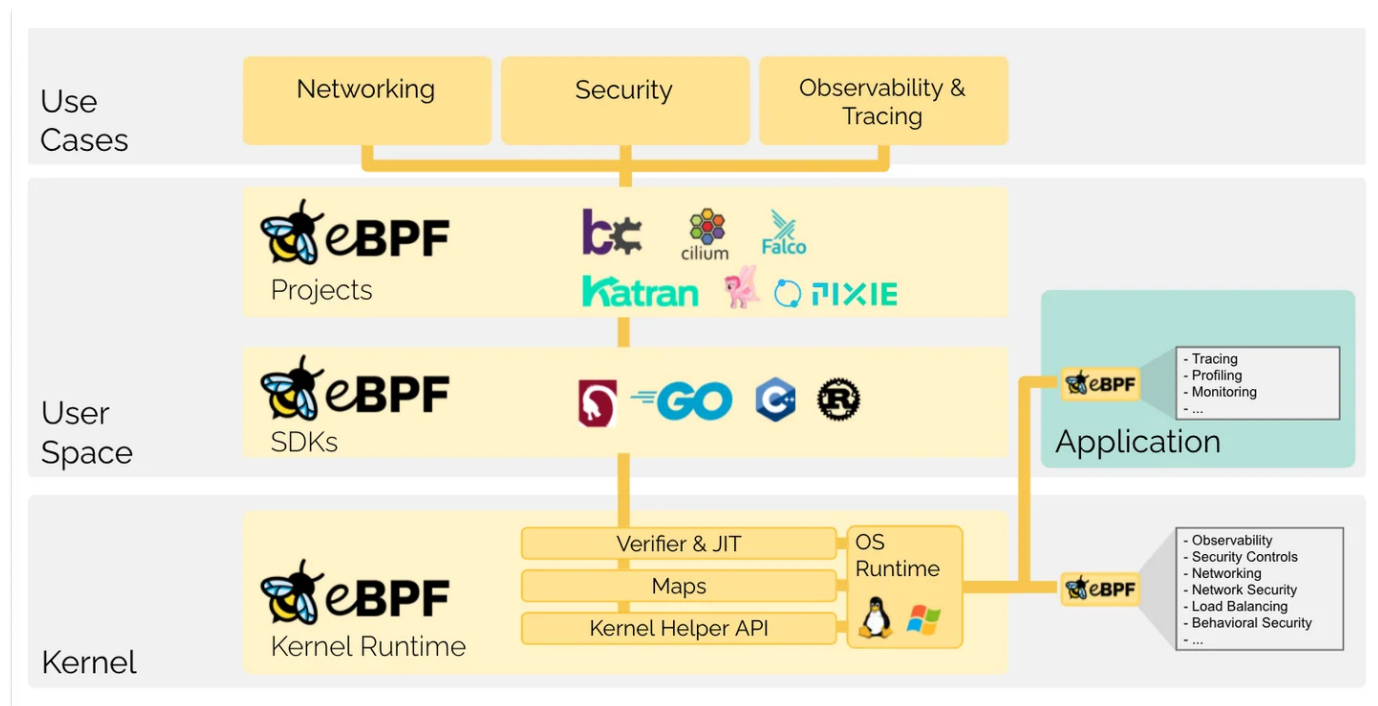 Use
Cases
Networking
Security
Observability &
Tracing
User
Space
eBPF
Projects
bc
cilium
Falco
Katran
PIXIE
eBPF
SDKs
GO
C++
R
Application
eBPF
- Tracing
- Profiling
- Monitoring
- ...
Kernel
eBPF
Kernel Runtime
Verifier & JIT
Maps
Kernel Helper API
OS
Runtime
eBPF
- Observability
- Security Controls
- Networking
- Network Security
- Load Balancing
- Behavioral Security
- ...